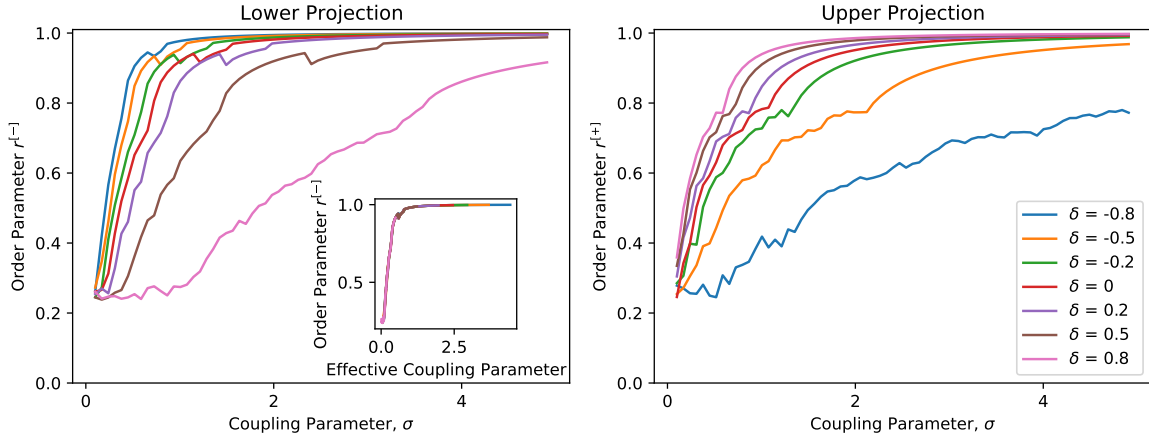 Lower Projection
Order Parameter r^[−]
1.0
0.8
0.6
0.4
0.2
0.0
0
2
4
Coupling Parameter, σ
Order Parameter r^[−]
1.0
0.5
0.0
2.5
Effective Coupling Parameter
Upper Projection
Order Parameter r^[+]
1.0
0.8
0.6
0.4
0.2
0.0
0
2
4
Coupling Parameter, σ
δ = -0.8
δ = -0.5
δ = -0.2
δ = 0
δ = 0.2
δ = 0.5
δ = 0.8